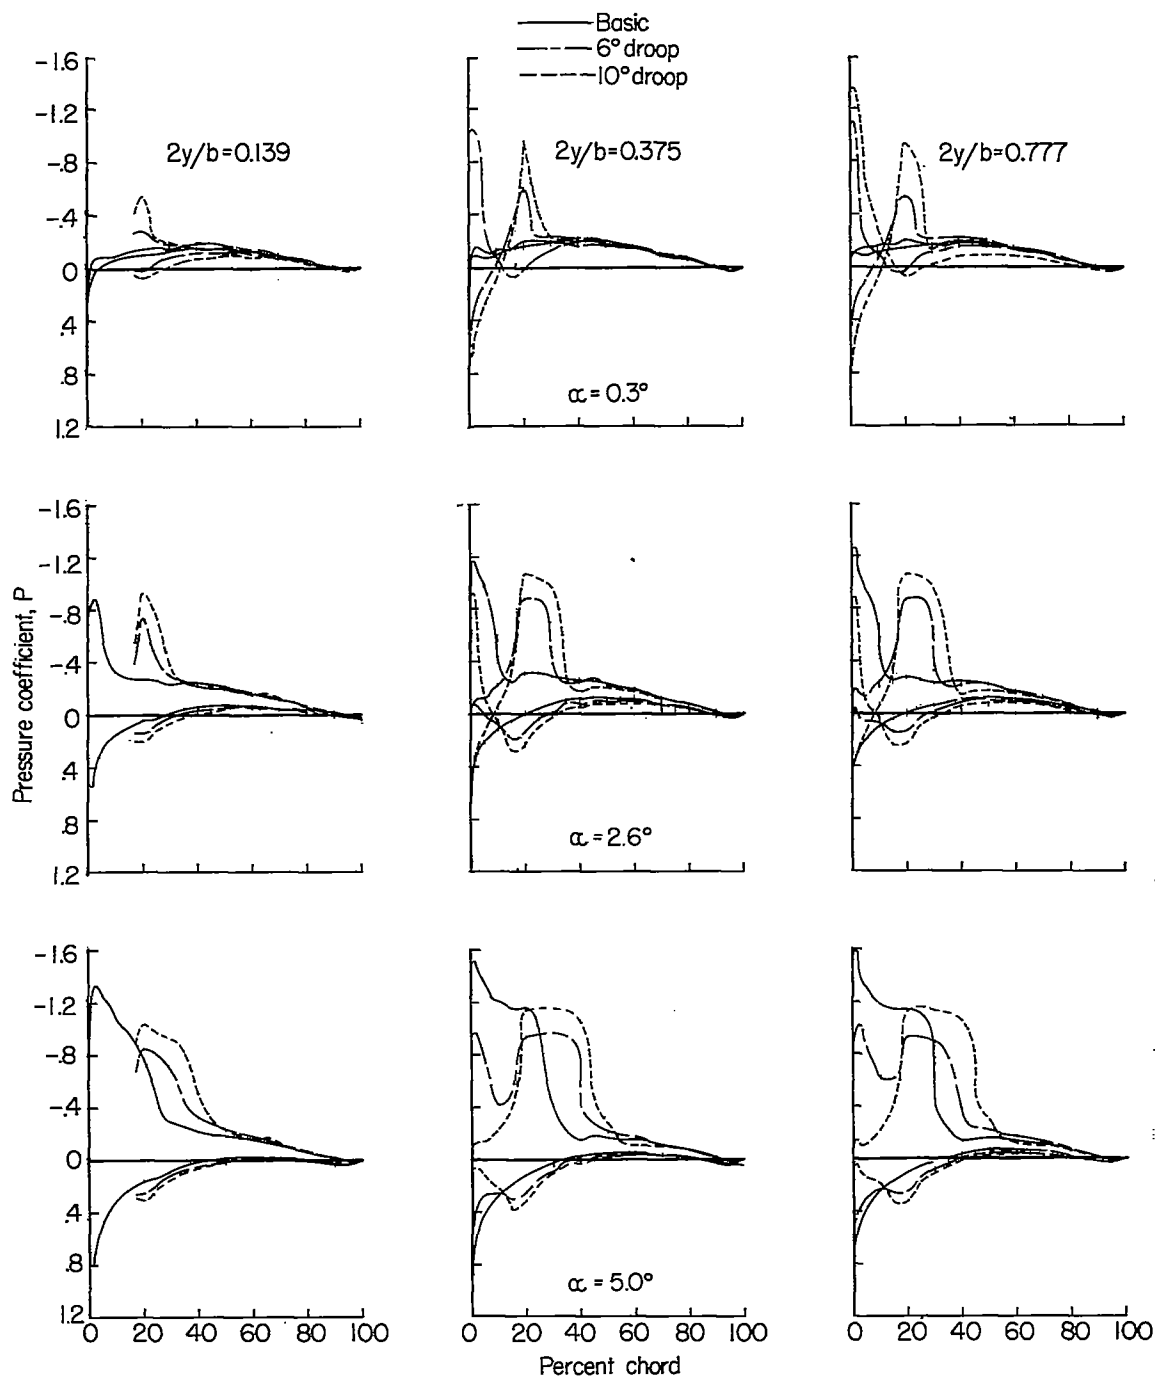 Basic
6° droop
10° droop
-1.6
-1.2
-.8
-.4
0
.4
.8
1.2
2y/b=0.139
2y/b=0.375
2y/b=0.777
α = 0.3°
-1.6
-1.2
-.8
-.4
0
.4
.8
1.2
Pressure coefficient, P
α = 2.6°
-1.6
-1.2
-.8
-.4
0
.4
.8
1.2
α = 5.0°
0 20 40 60 80 100
0 20 40 60 80 100
0 20 40 60 80 100
Percent chord